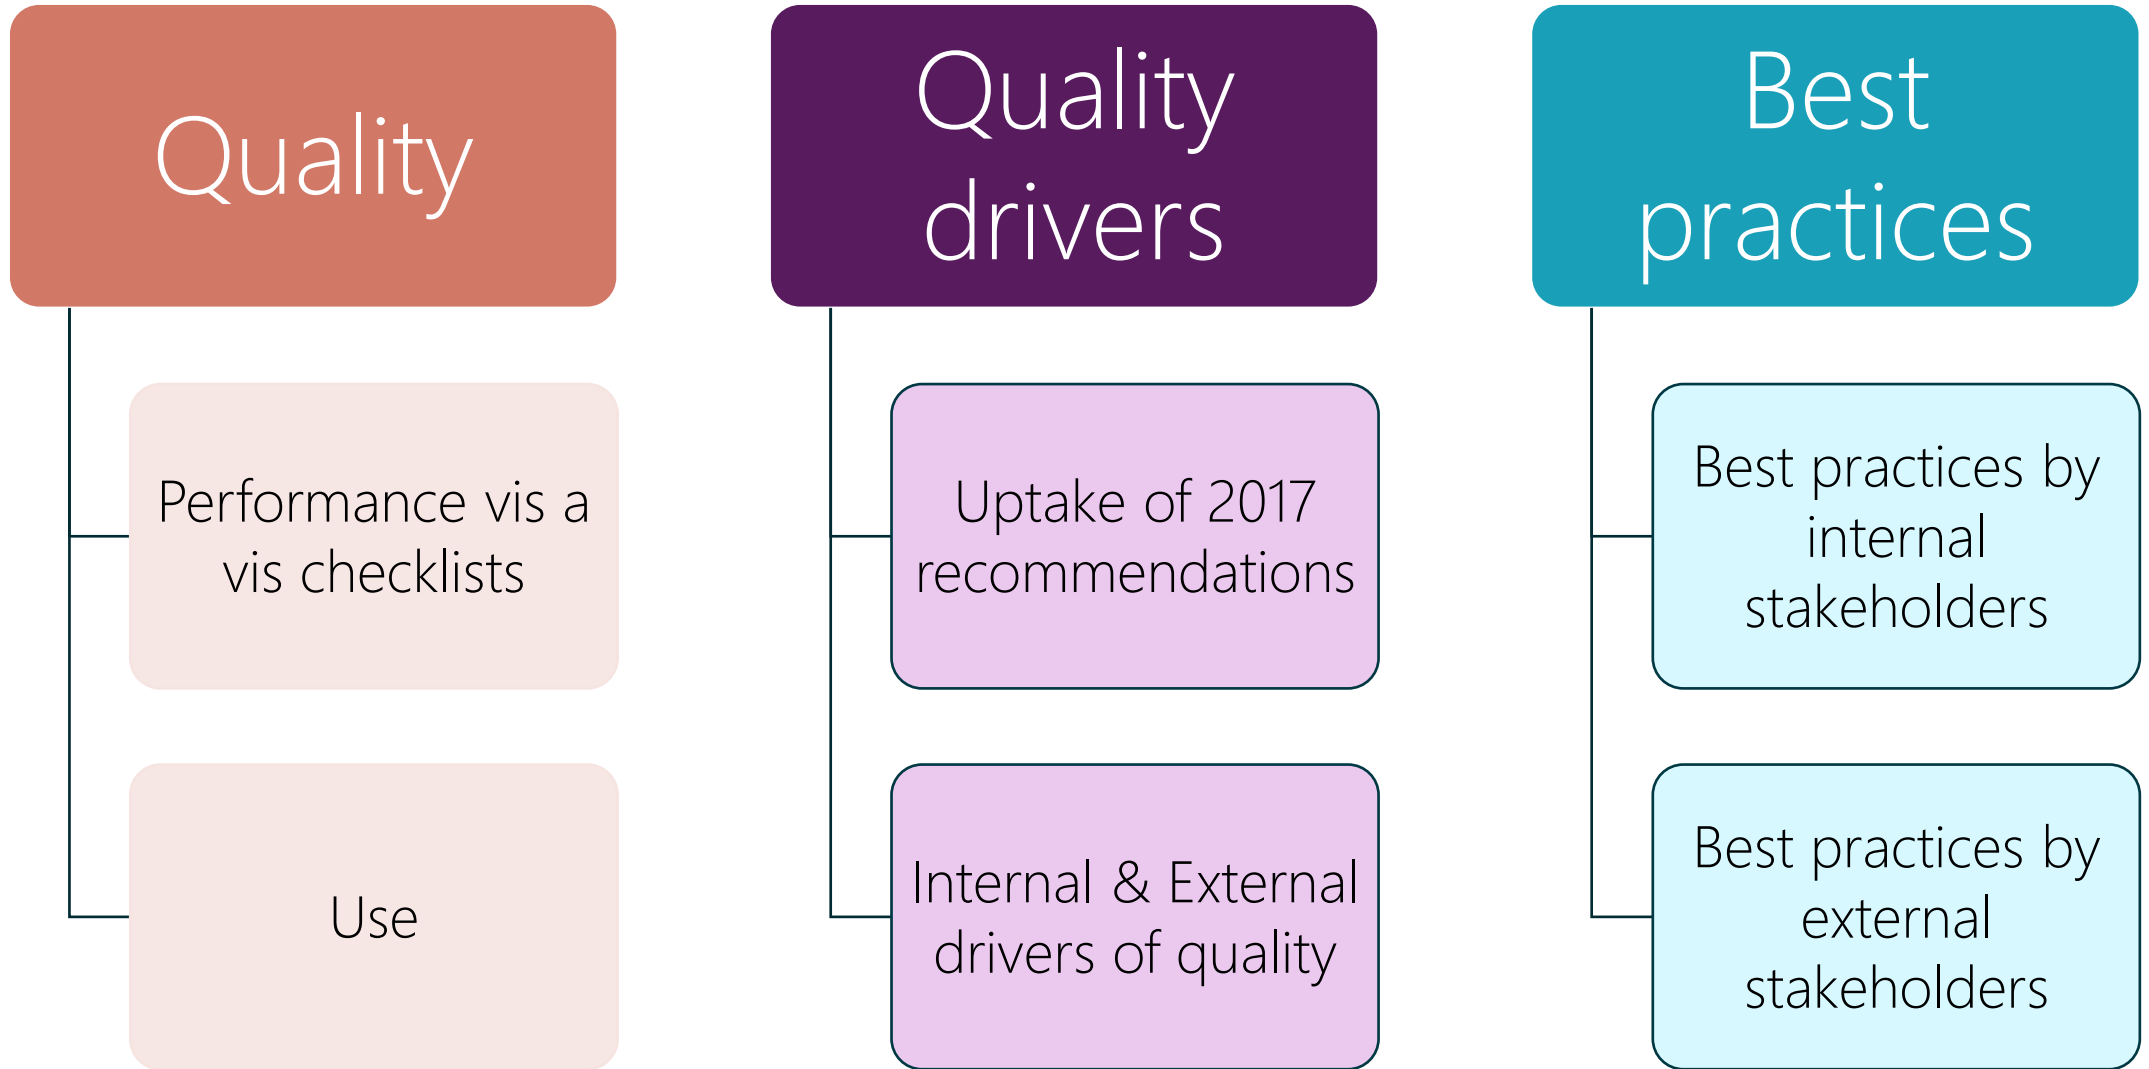 Quality
Performance vis a
vis checklists
Use
Quality
drivers
Uptake of 2017
recommendations
Internal & External
drivers of quality
Best
practices
Best practices by
internal
stakeholders
Best practices by
external
stakeholders